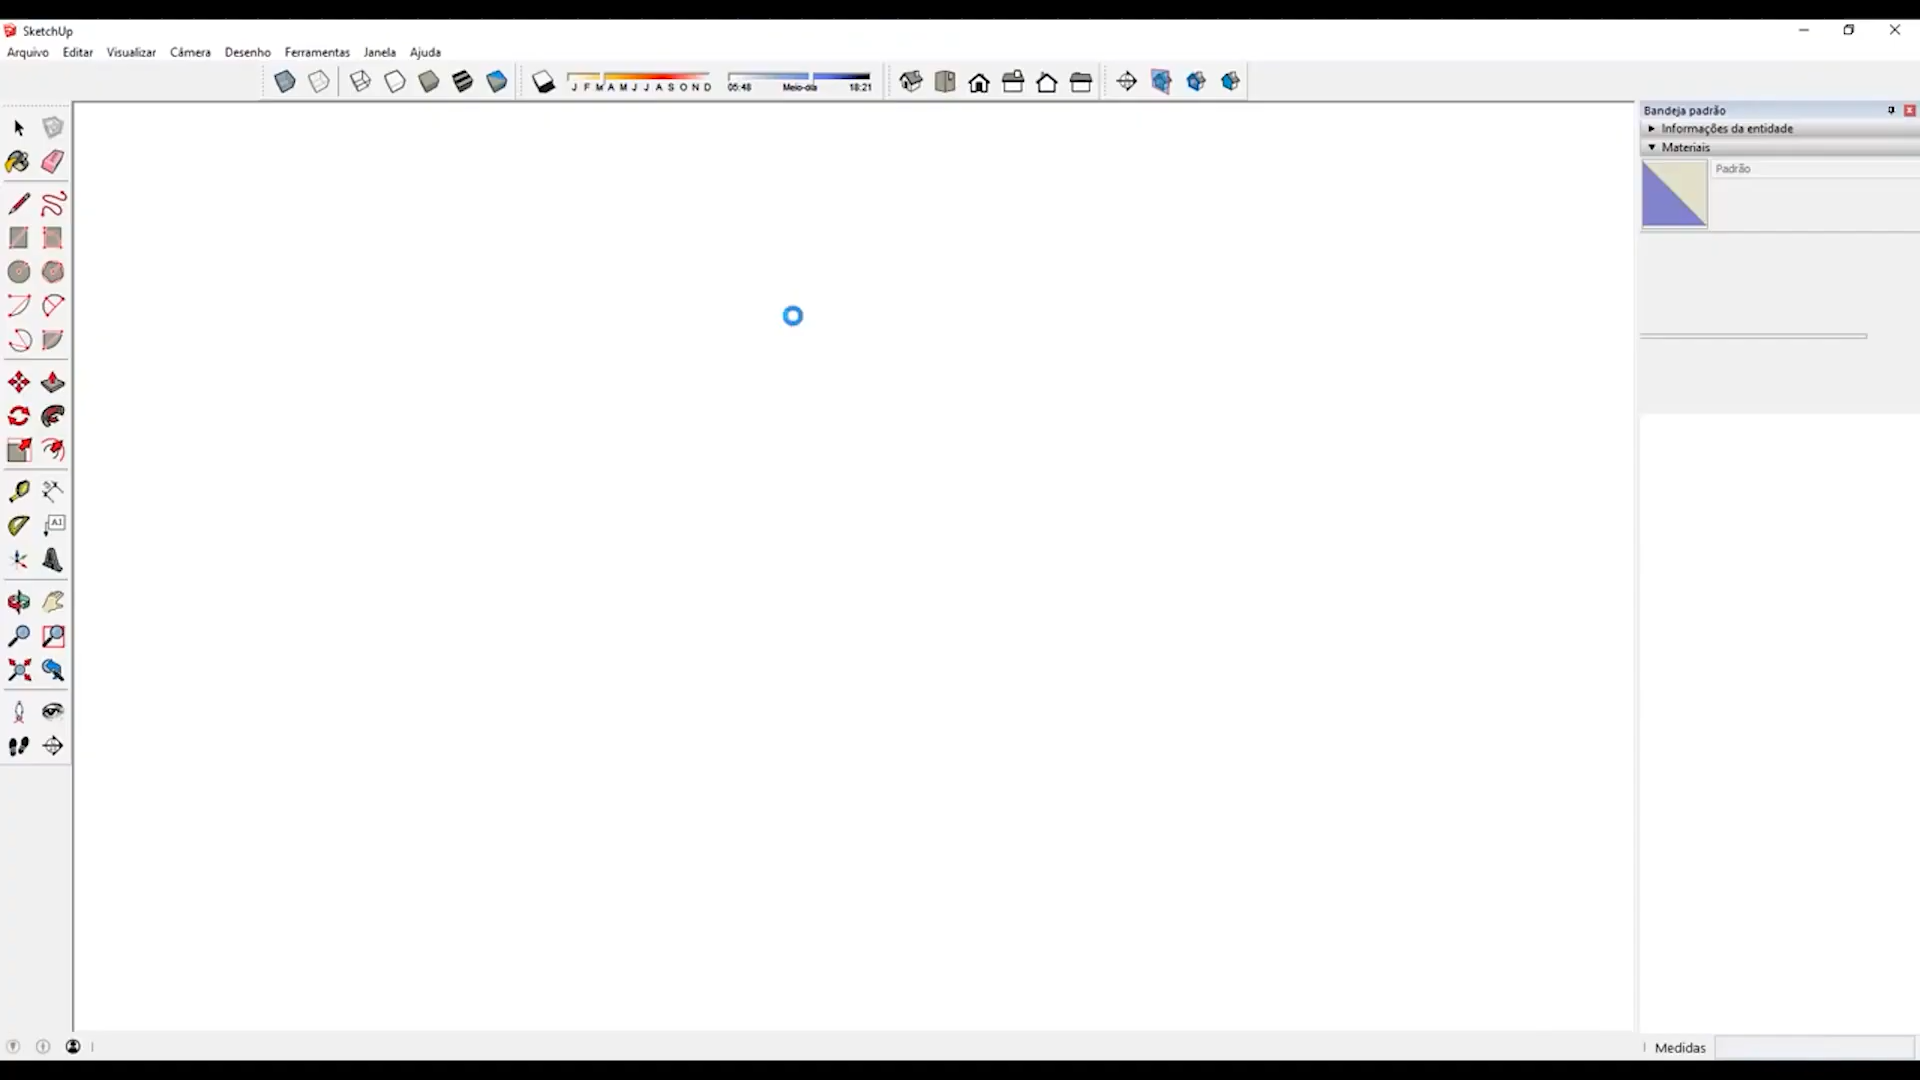 SketchUp
Arquivo Editar Visualizar Câmera Desenho Ferramentas Janela Ajuda
J F M A M J J A S O N D 05:48 Meio-dia 18:21
Bandeja padrão
Informações da entidade
Materiais
Padrão
A1
Medidas